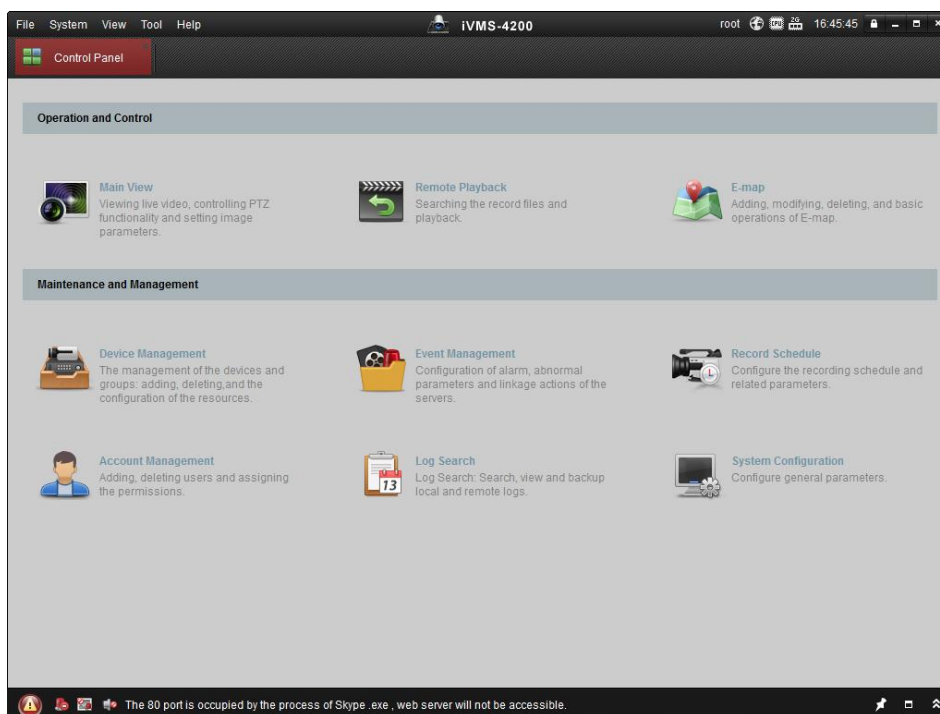 File System View Tool Help iVMS-4200 root 16:45:45
Control Panel
Operation and Control
Main View
Viewing live video, controlling PTZ
functionality and setting image
parameters.
Remote Playback
Searching the record files and
playback.
E-map
Adding, modifying, deleting, and basic
operations of E-map.
Maintenance and Management
Device Management
The management of the devices and
groups: adding, deleting,and the
configuration of the resources.
Event Management
Configuration of alarm, abnormal
parameters and linkage actions of the
servers.
Record Schedule
Configure the recording schedule and
related parameters.
Account Management
Adding, deleting users and assigning
the permissions.
Log Search
13
Log Search: Search, view and backup
local and remote logs.
System Configuration
Configure general parameters.
The 80 port is occupied by the process of Skype .exe , web server will not be accessible.